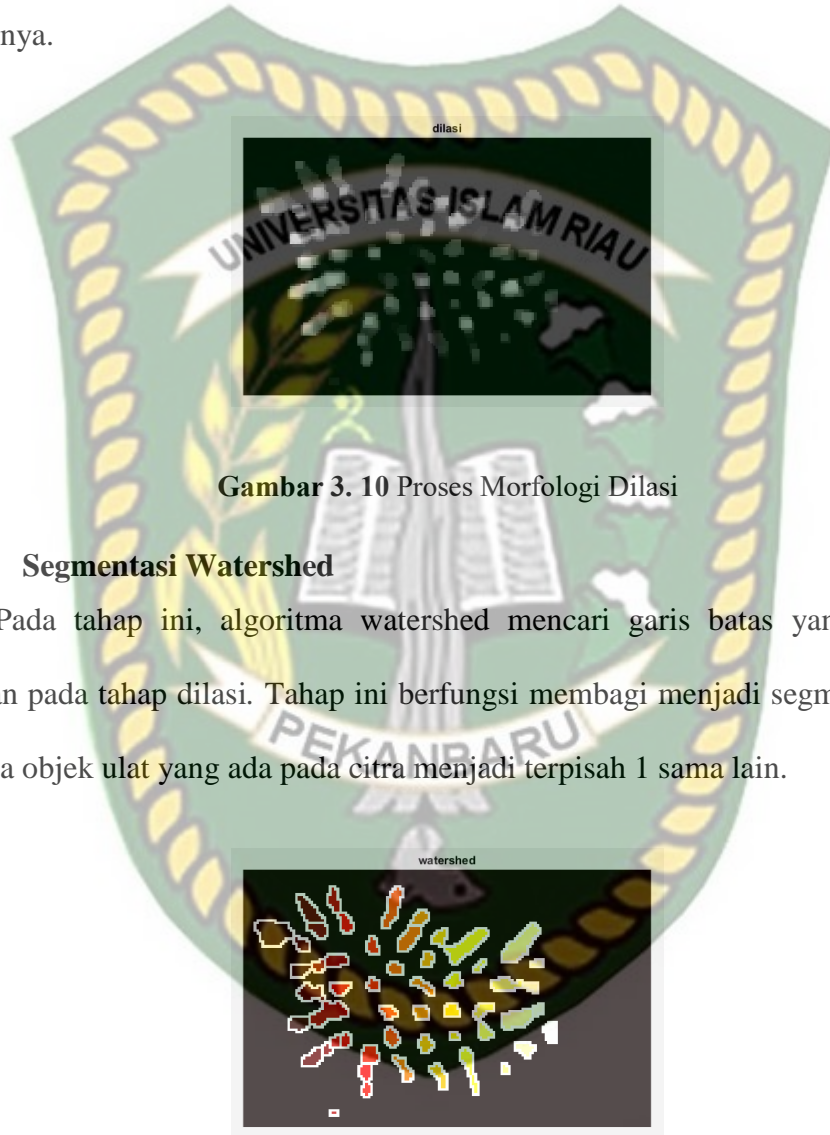 nya.
dilasi
UNIVERSITAS ISLAM RIAU
Gambar 3. 10 Proses Morfologi Dilasi
Segmentasi Watershed
Pada tahap ini, algoritma watershed mencari garis batas yan
an pada tahap dilasi. Tahap ini berfungsi membagi menjadi segm
PEKANBARU
a objek ulat yang ada pada citra menjadi terpisah 1 sama lain.
watershed